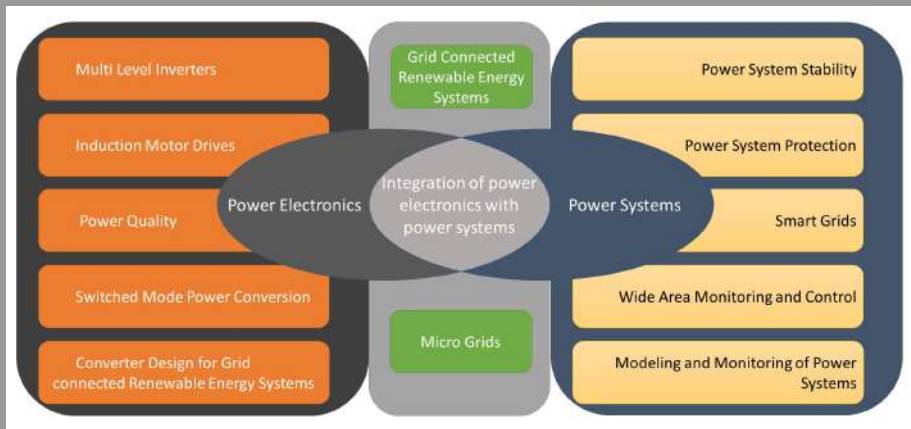 Multi Level Inverters
Induction Motor Drives
Power Quality
Switched Mode Power Conversion
Converter Design for Grid
connected Renewable Energy Systems
Grid Connected
Renewable Energy
Systems
Power Electronics
Integration of power
electronics with
power systems
Power Systems
Micro Grids
Power System Stability
Power System Protection
Smart Grids
Wide Area Monitoring and Control
Modeling and Monitoring of Power
Systems